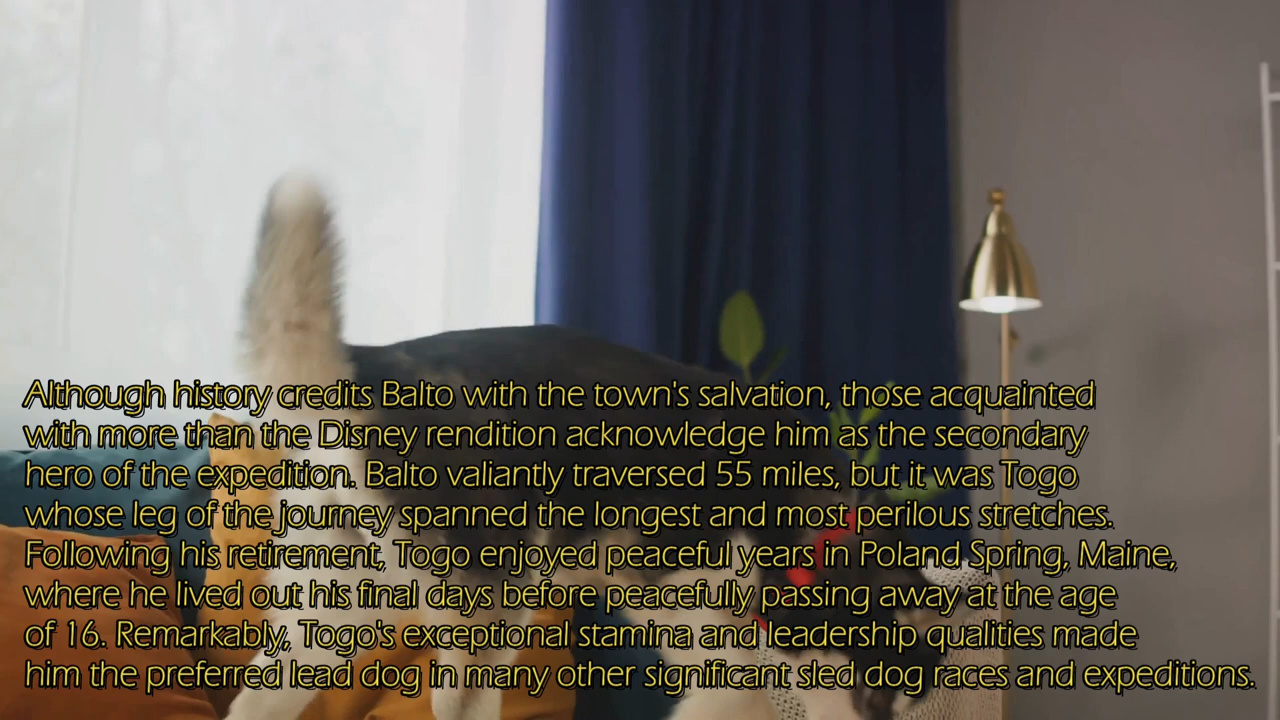 Although history credits Balto with the town's salvation, those acquainted
with more than the Disney rendition acknowledge him as the secondary
hero of the expedition. Balto valiantly traversed 55 miles, but it was Togo
whose leg of the journey spanned the longest and most perilous stretches.
Following his retirement, Togo enjoyed peaceful years in Poland Spring, Maine,
where he lived out his final days before peacefully passing away at the age
of 16. Remarkably, Togo's exceptional stamina and leadership qualities made
him the preferred lead dog in many other significant sled dog races and expeditions.